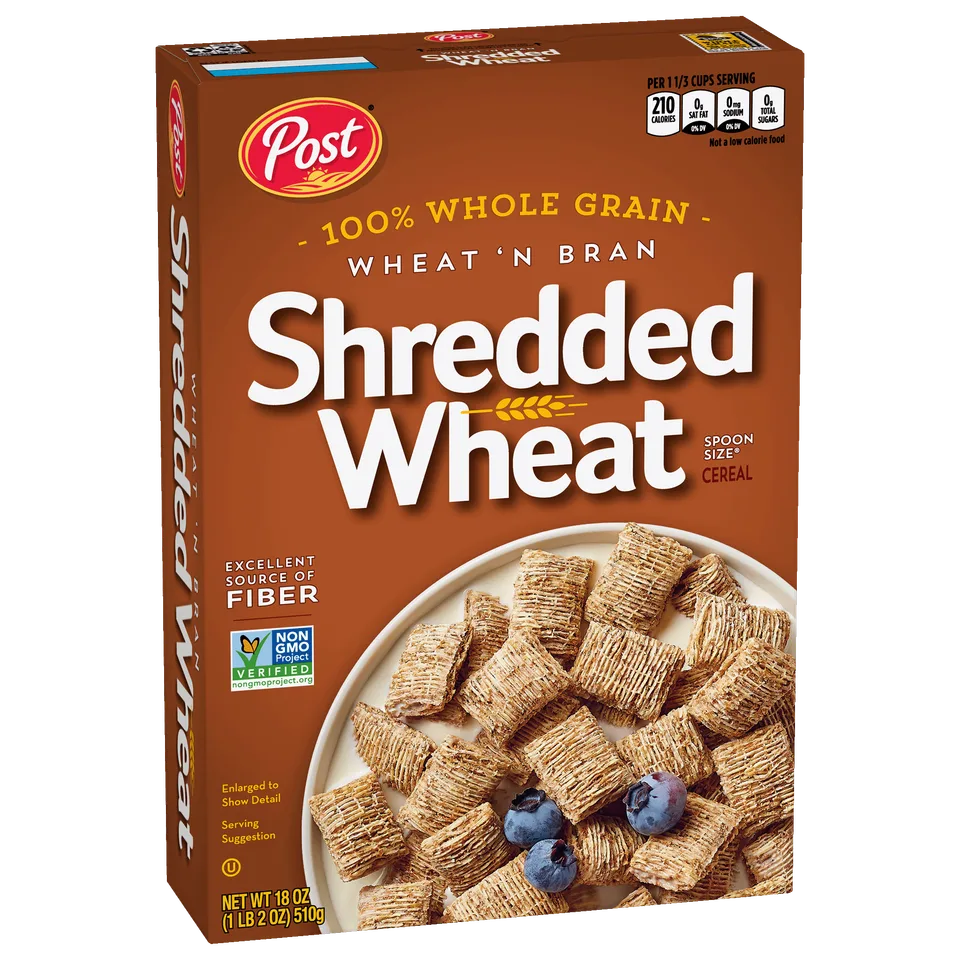 Post
Shredded
Wheat
Post
PER 1 1/3 CUPS SERVING
210
CALORIES
0g
SAT FAT
0% DV
0mg
SODIUM
0% DV
0g
TOTAL
SUGARS
Not a low calorie food
- 100% WHOLE GRAIN -
WHEAT ‘N BRAN
Shredded
Wheat
SPOON
SIZE®
CEREAL
EXCELLENT
SOURCE OF
FIBER
NON
GMO
Project
VERIFIED
nongmoproject.org
Enlarged to
Show Detail
Serving
Suggestion
U
NET WT 18 OZ
(1 LB 2 OZ) 510g
Post
WHEAT ‘N BRAN
Shredded Wheat